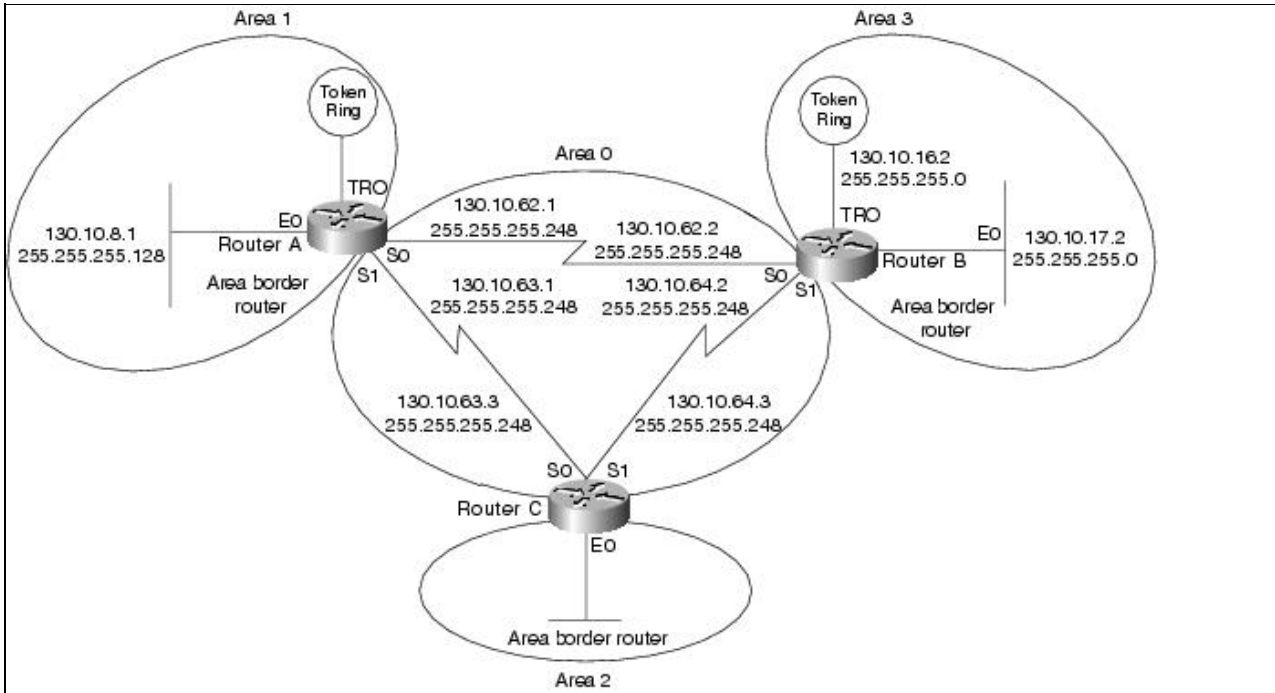 Area 1
Area 3
Token
Ring
Token
Ring
Area 0
130.10.16.2
255.255.255.0
TRO
130.10.62.1
255.255.255.248
TRO
130.10.8.1
255.255.255.128
E0
Router A
S0
S1
130.10.62.2
255.255.255.248
S0
S1
Router B
E0
130.10.17.2
255.255.255.0
Area border
router
130.10.63.1
255.255.255.248
130.10.64.2
255.255.255.248
Area border
router
130.10.63.3
255.255.255.248
130.10.64.3
255.255.255.248
S0
S1
Router C
E0
Area border router
Area 2